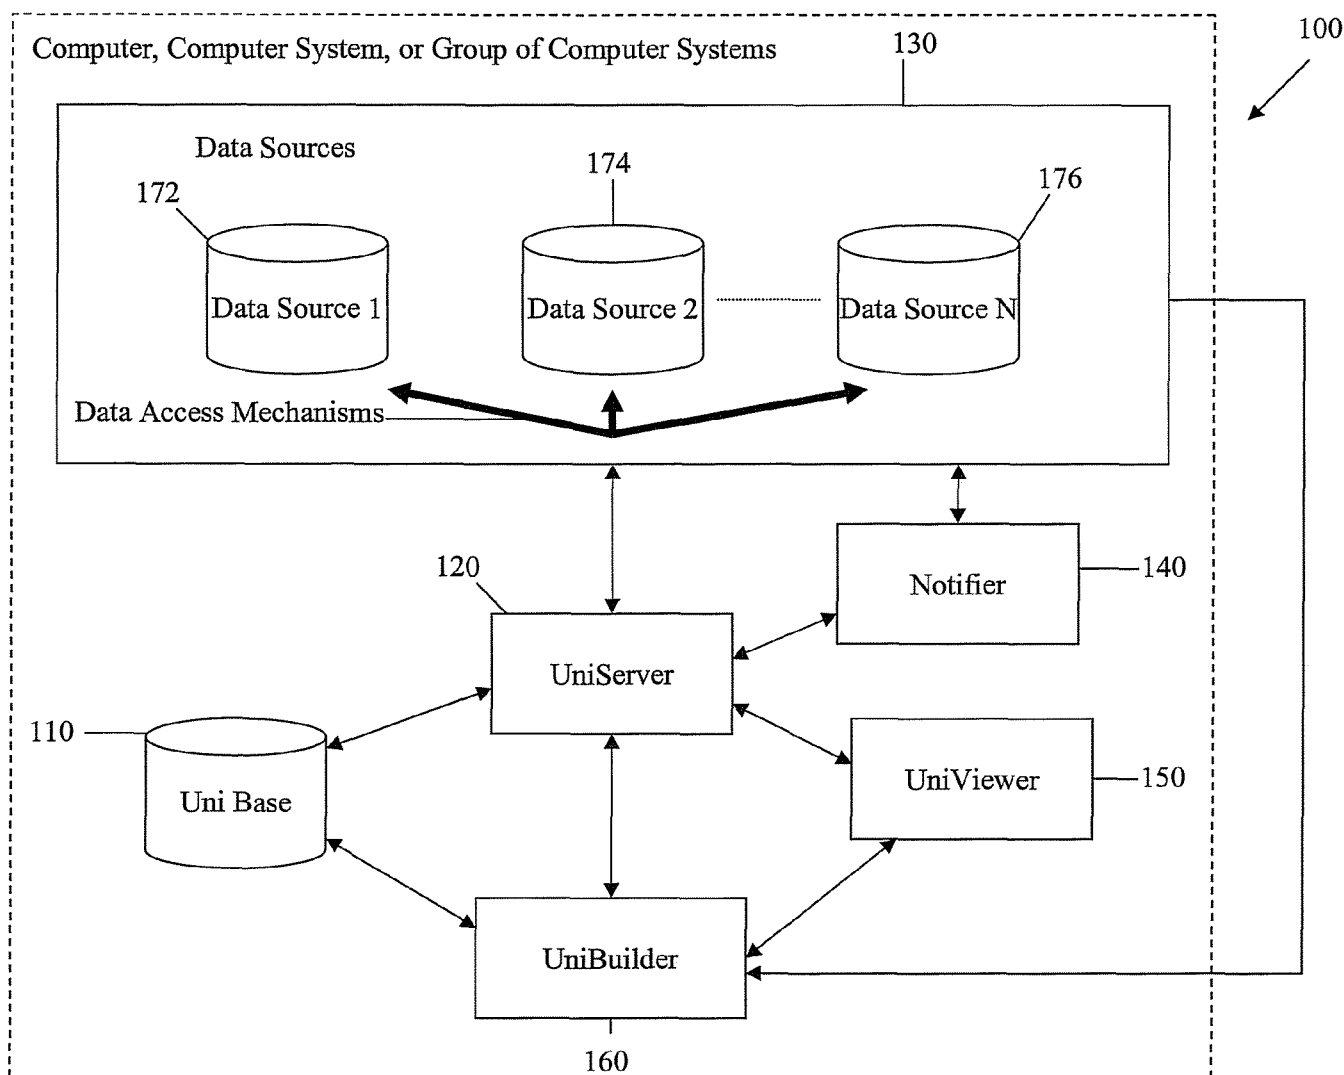 100
Computer, Computer System, or Group of Computer Systems
130
Data Sources
172
174
176
Data Source 1
Data Source 2
Data Source N
Data Access Mechanisms
120
Notifier
140
UniServer
110
Uni Base
UniViewer
150
UniBuilder
160